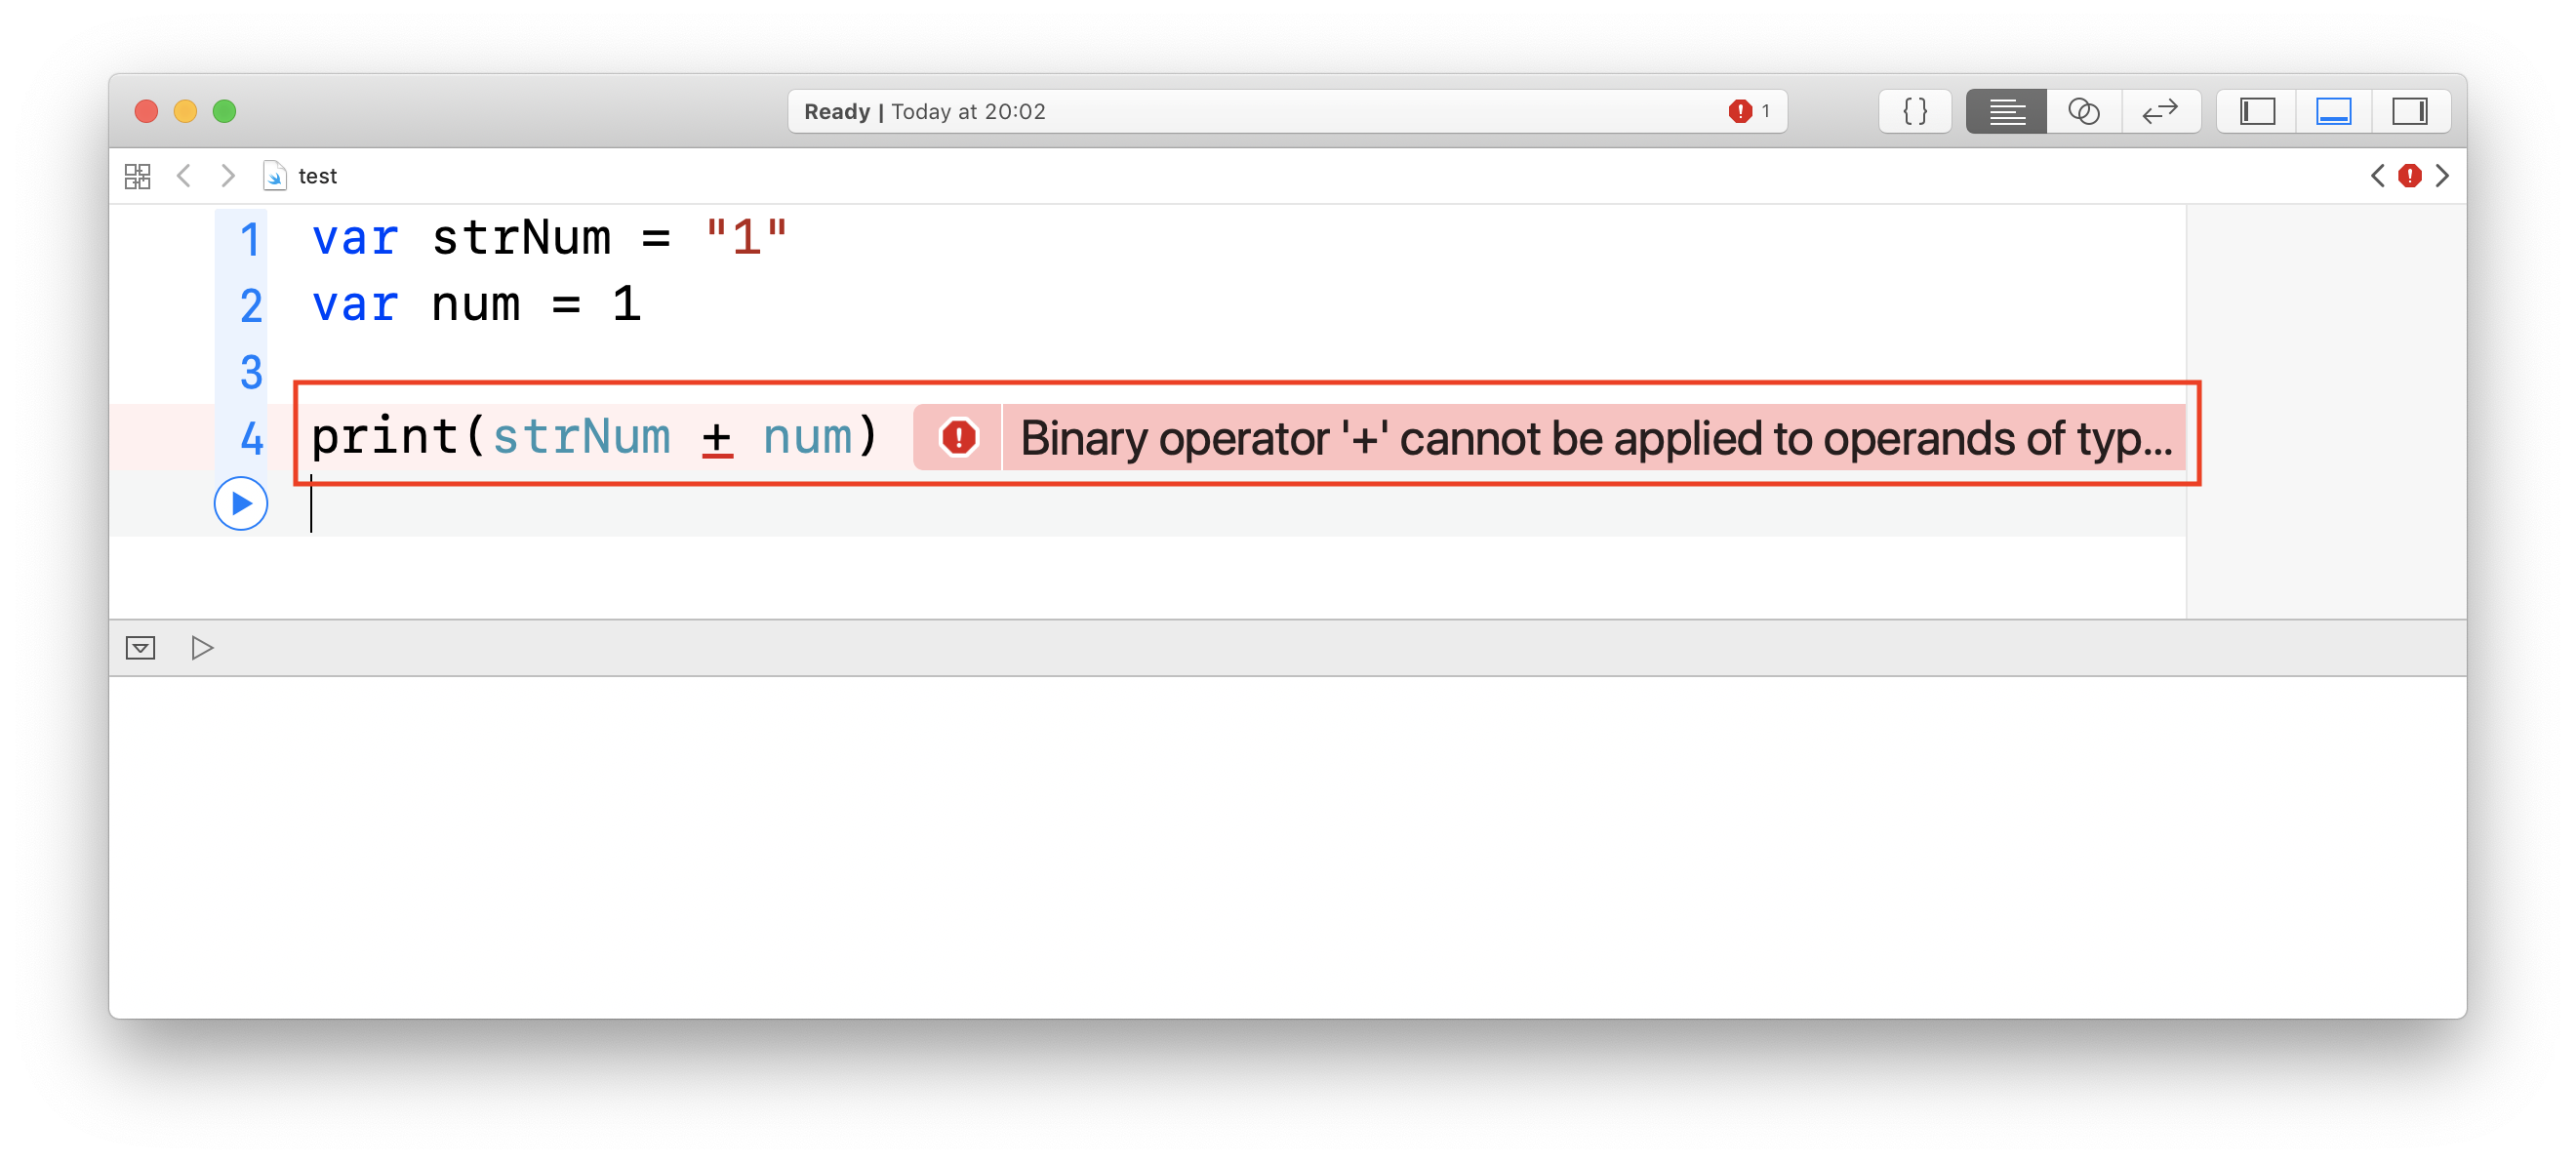 Ready | Today at 20:02 1
{ }
test
1 var strNum = "1"
2 var num = 1
3
4 print(strNum + num) Binary operator '+' cannot be applied to operands of typ...